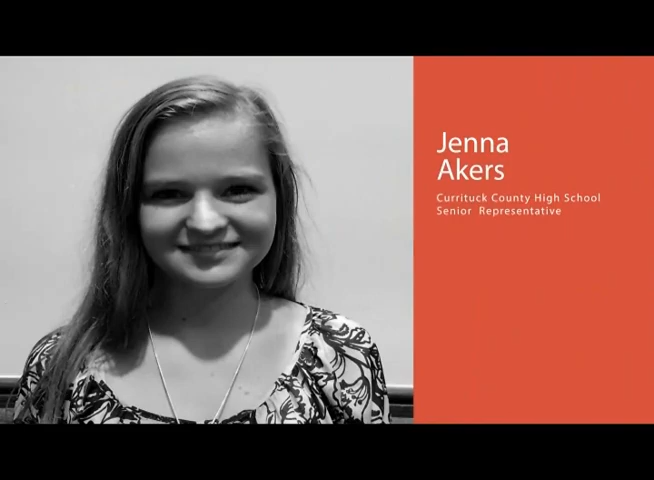 Jenna
Akers
Currituck County High School
Senior Representative